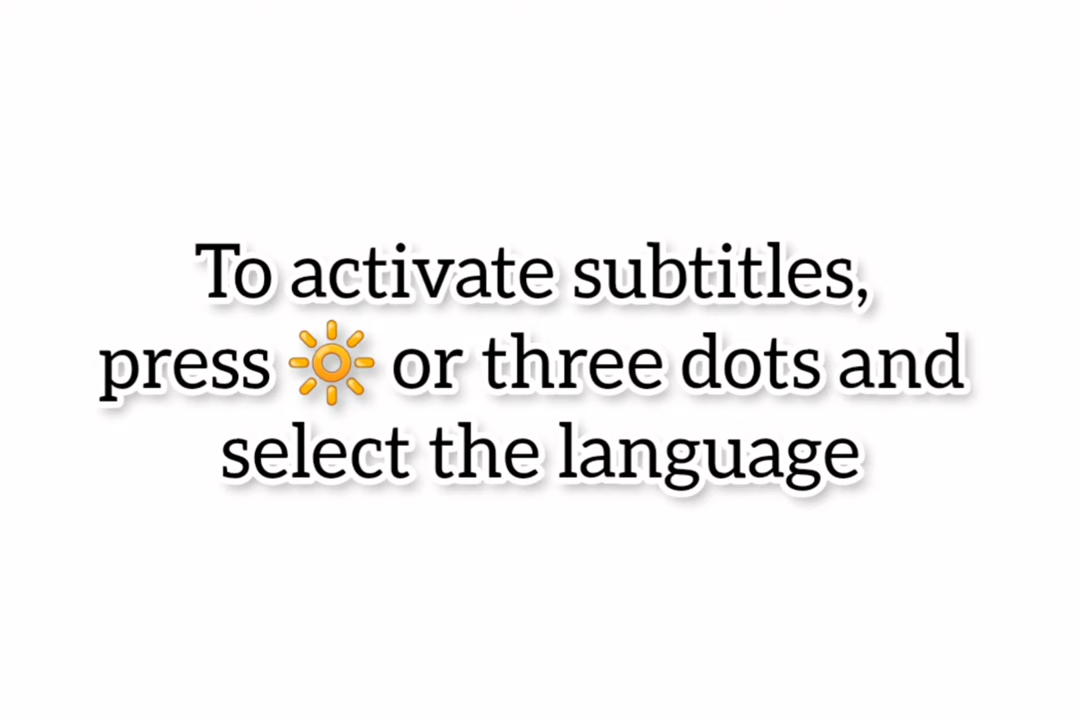 To activate subtitles,
press 🔆 or three dots and
select the language